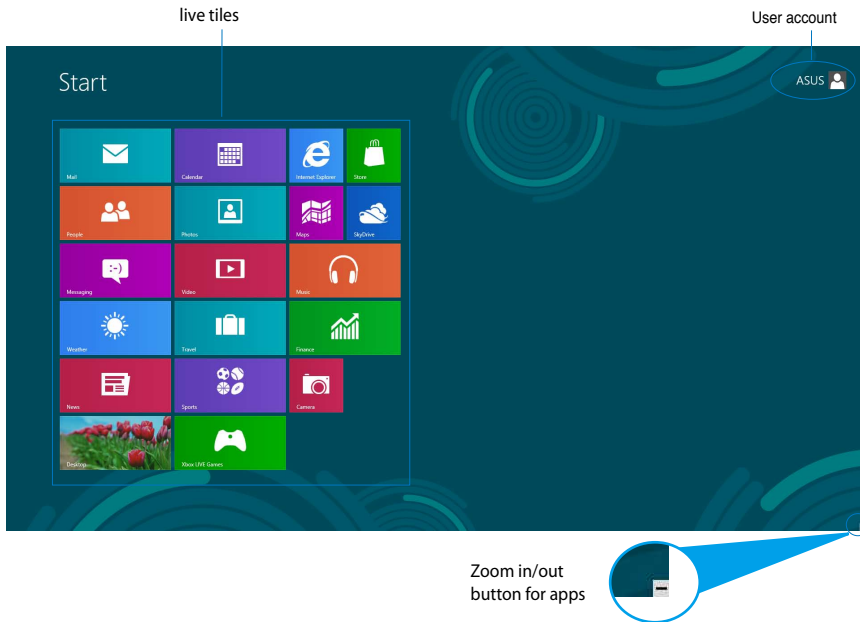 live tiles
User account
Start
ASUS
Mail
Calendar
Internet Explorer
Store
People
Photos
Maps
SkyDrive
Messaging
:-)
Video
Music
Weather
Travel
Finance
News
Sports
Camera
Desktop
Xbox LIVE Games
Zoom in/out
button for apps